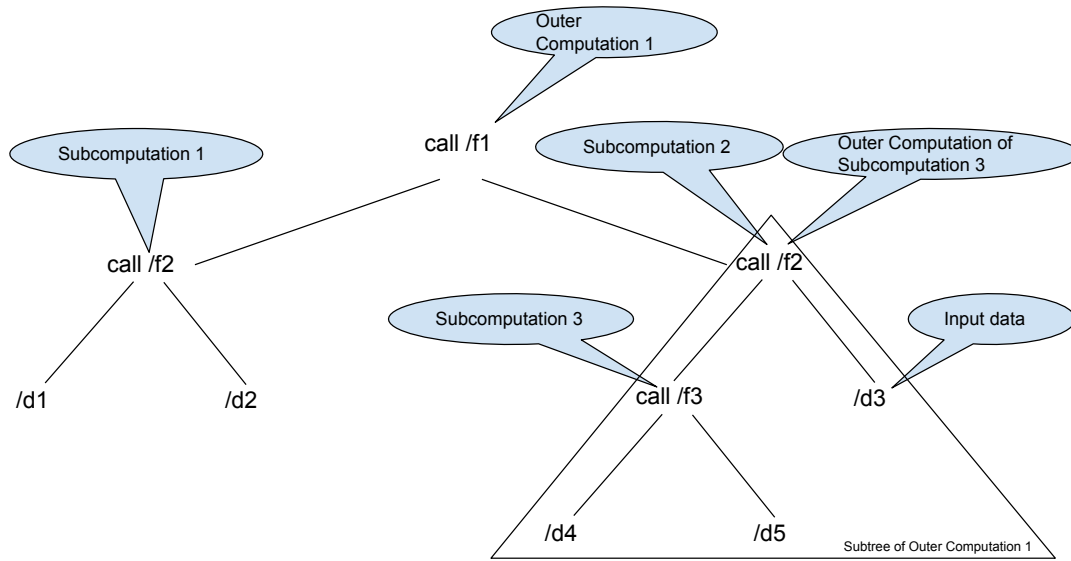 Outer
Computation 1
call /f1
Subcomputation 1
Subcomputation 2
Outer Computation of
Subcomputation 3
call /f2
call /f2
Subcomputation 3
Input data
/d1
/d2
call /f3
/d3
/d4
/d5
Subtree of Outer Computation 1